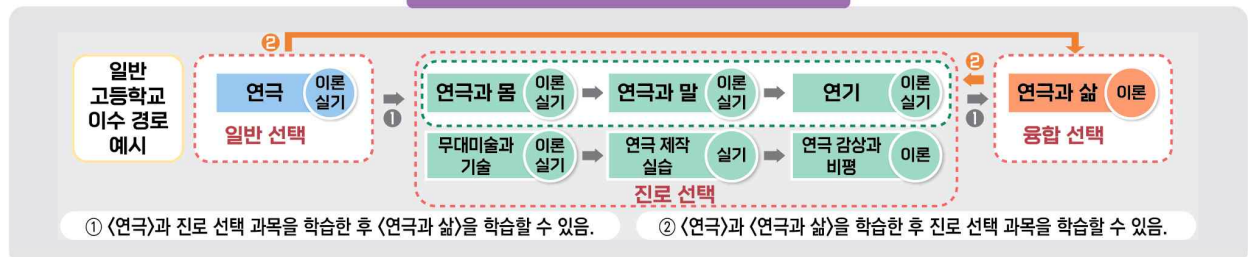 일반
고등학교
이수 경로
예시
❷
연극
이론
실기
일반 선택
❶
연극과 몸
이론
실기
연극과 말
이론
실기
연기
이론
실기
무대미술과
기술
이론
실기
연극 제작
실습
실기
연극 감상과
비평
이론
진로 선택
❷
❶
연극과 삶
이론
융합 선택
① 〈연극〉과 진로 선택 과목을 학습한 후 〈연극과 삶〉을 학습할 수 있음.
② 〈연극〉과 〈연극과 삶〉을 학습한 후 진로 선택 과목을 학습할 수 있음.